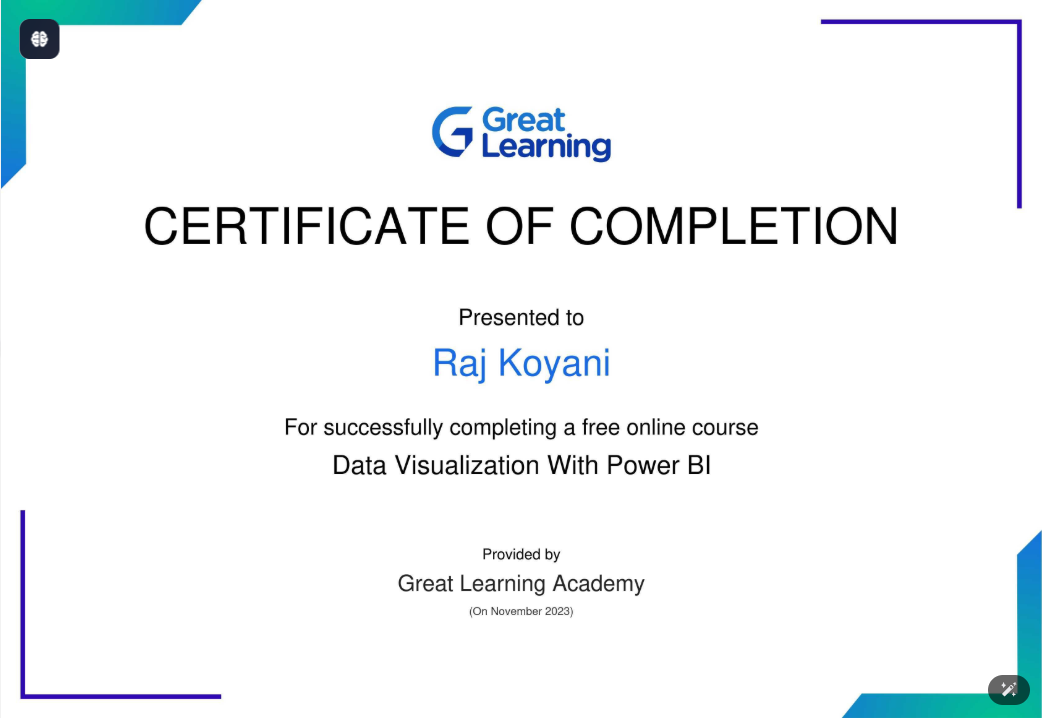 Great
Learning
CERTIFICATE OF COMPLETION
Presented to
Raj Koyani
For successfully completing a free online course
Data Visualization With Power BI
Provided by
Great Learning Academy
(On November 2023)